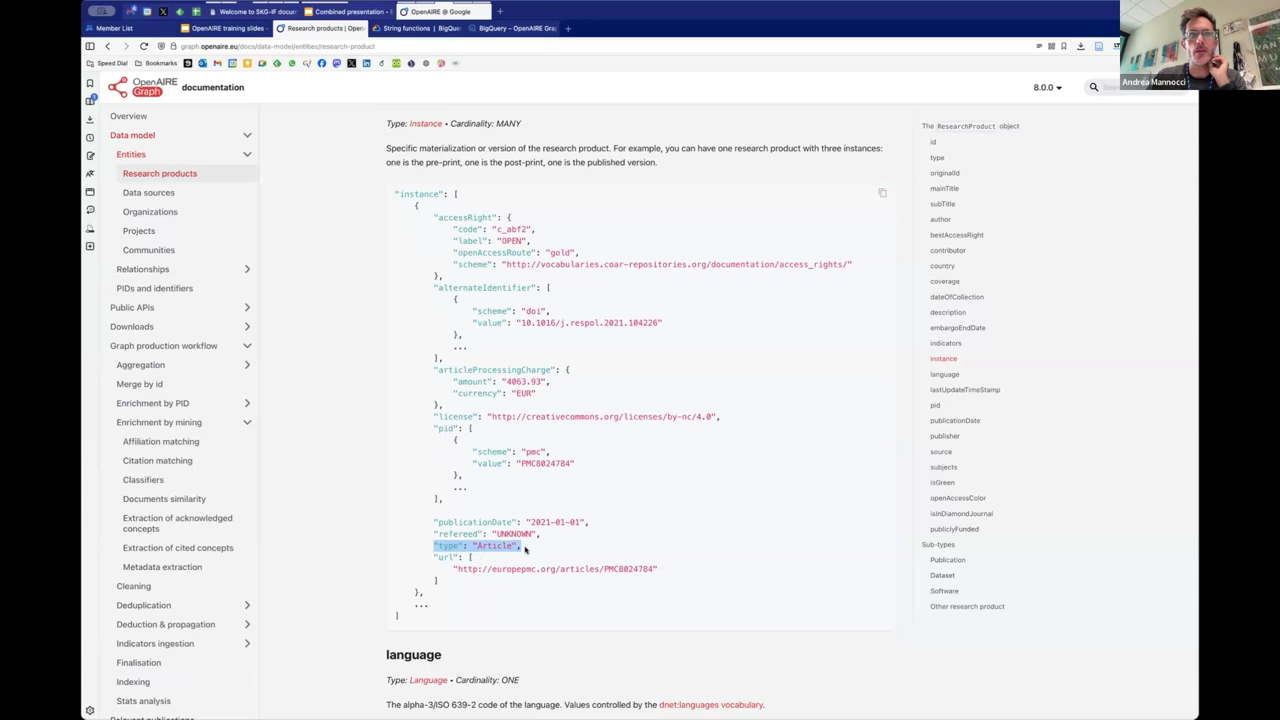 Welcome to SKG-IF docum
Combined presentation -
OpenAIRE @ Google
Member List
OpenAIRE training slides -
Research products | Open
String functions | BigQue
BigQuery – OpenAIRE Gra
graph.openaire.eu/docs/data-model/entities/research-product
Speed Dial
Bookmarks
Andrea Mannocci
OpenAIRE
Graph
documentation
8.0.0
Overview
Data model
Entities
Research products
Data sources
Organizations
Projects
Communities
Relationships
PIDs and identifiers
Public APIs
Downloads
Graph production workflow
Aggregation
Merge by id
Enrichment by PID
Enrichment by mining
Affiliation matching
Citation matching
Classifiers
Documents similarity
Extraction of acknowledged
concepts
Extraction of cited concepts
Metadata extraction
Cleaning
Deduplication
Deduction & propagation
Indicators ingestion
Finalisation
Indexing
Stats analysis
Relevant publications
Type: Instance • Cardinality: MANY
Specific materialization or version of the research product. For example, you can have one research product with three instances:
one is the pre-print, one is the post-print, one is the published version.
"instance": [
{
"accessRight": {
"code": "c_abf2",
"label": "OPEN",
"openAccessRoute": "gold",
"scheme": "http://vocabularies.coar-repositories.org/documentation/access_rights/"
},
"alternateIdentifier": [
{
"scheme": "doi",
"value": "10.1016/j.respol.2021.104226"
},
...
],
"articleProcessingCharge": {
"amount": "4063.93",
"currency": "EUR"
},
"license": "http://creativecommons.org/licenses/by-nc/4.0",
"pid": [
{
"scheme": "pmc",
"value": "PMC8024784"
},
...
],
"publicationDate": "2021-01-01",
"refereed": "UNKNOWN",
"type": "Article",
"url": [
"http://europepmc.org/articles/PMC8024784"
]
},
...
]
language
Type: Language • Cardinality: ONE
The alpha-3/ISO 639-2 code of the language. Values controlled by the dnet:languages vocabulary.
The ResearchProduct object
id
type
originalId
mainTitle
subTitle
author
bestAccessRight
contributor
country
coverage
dateOfCollection
description
embargoEndDate
indicators
instance
language
lastUpdateTimeStamp
pid
publicationDate
publisher
source
subjects
isGreen
openAccessColor
isInDiamondJournal
publiclyFunded
Sub-types
Publication
Dataset
Software
Other research product